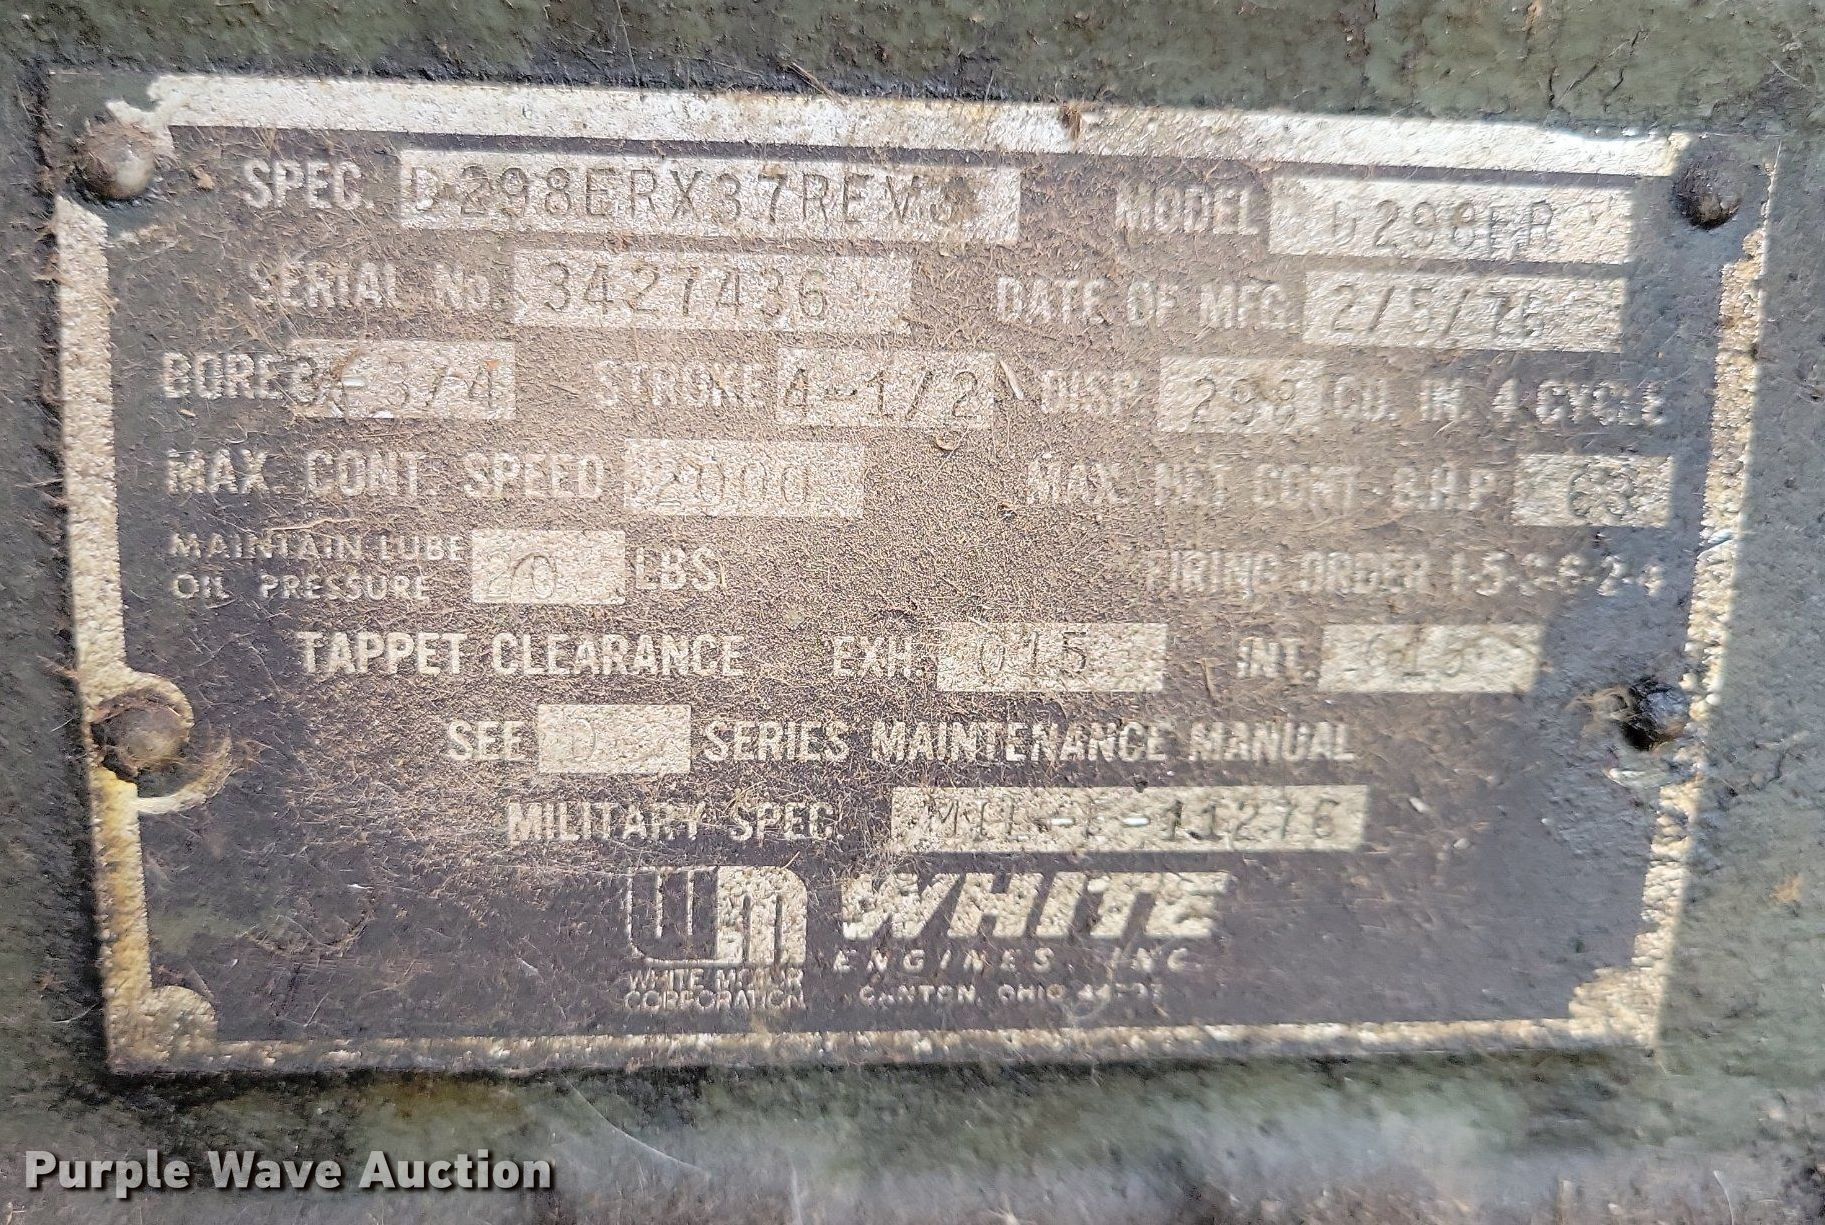 SPEC. D298ERX37REV MODEL D298ER
SERIAL No. 3427436 DATE OF MFG. 2/5/76
BORE 3-3/4 STROKE 4-1/2 DISP. 298 CU. IN. 4 CYCLE
MAX. CONT. SPEED 2000 MAX. NET CONT. B.H.P.
MAINTAIN LUBE
OIL PRESSURE 20 LBS. FIRING ORDER 1-5-3-6-2-4
TAPPET CLEARANCE EXH. 015 INT.
SEE D SERIES MAINTENANCE MANUAL
MILITARY SPEC. MIL-E-11276
WHITE
ENGINES, INC.
WHITE MOTOR
CORPORATION
CANTON, OHIO
Purple Wave Auction